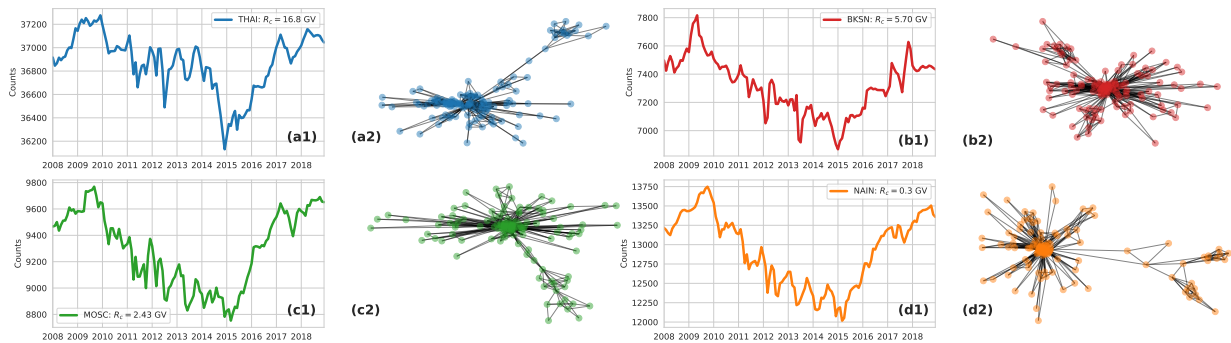 37250
37000
36800
36600
36400
36200
Counts
THAI: R_c = 16.8 GV
(a1)
2008 2009 2010 2011 2012 2013 2014 2015 2016 2017 2018
(a2)
7800
7600
7400
7200
7000
Counts
BKSN: R_c = 5.70 GV
(b1)
2008 2009 2010 2011 2012 2013 2014 2015 2016 2017 2018
(b2)
9800
9600
9400
9200
9000
8800
Counts
MOSC: R_c = 2.43 GV
(c1)
2008 2009 2010 2011 2012 2013 2014 2015 2016 2017 2018
(c2)
13750
13500
13250
13000
12750
12500
12250
12000
Counts
NAIN: R_c = 0.3 GV
(d1)
2008 2009 2010 2011 2012 2013 2014 2015 2016 2017 2018
(d2)